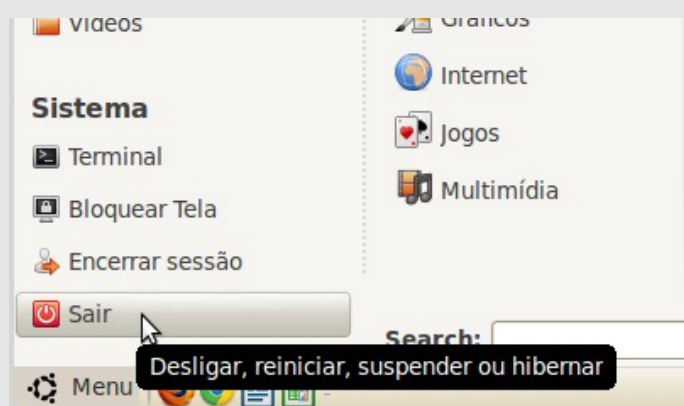 Vídeos
Sistema
Terminal
Bloquear Tela
Encerrar sessão
Sair
Gráficos
Internet
Jogos
Multimídia
Search:
Desligar, reiniciar, suspender ou hibernar
Menu